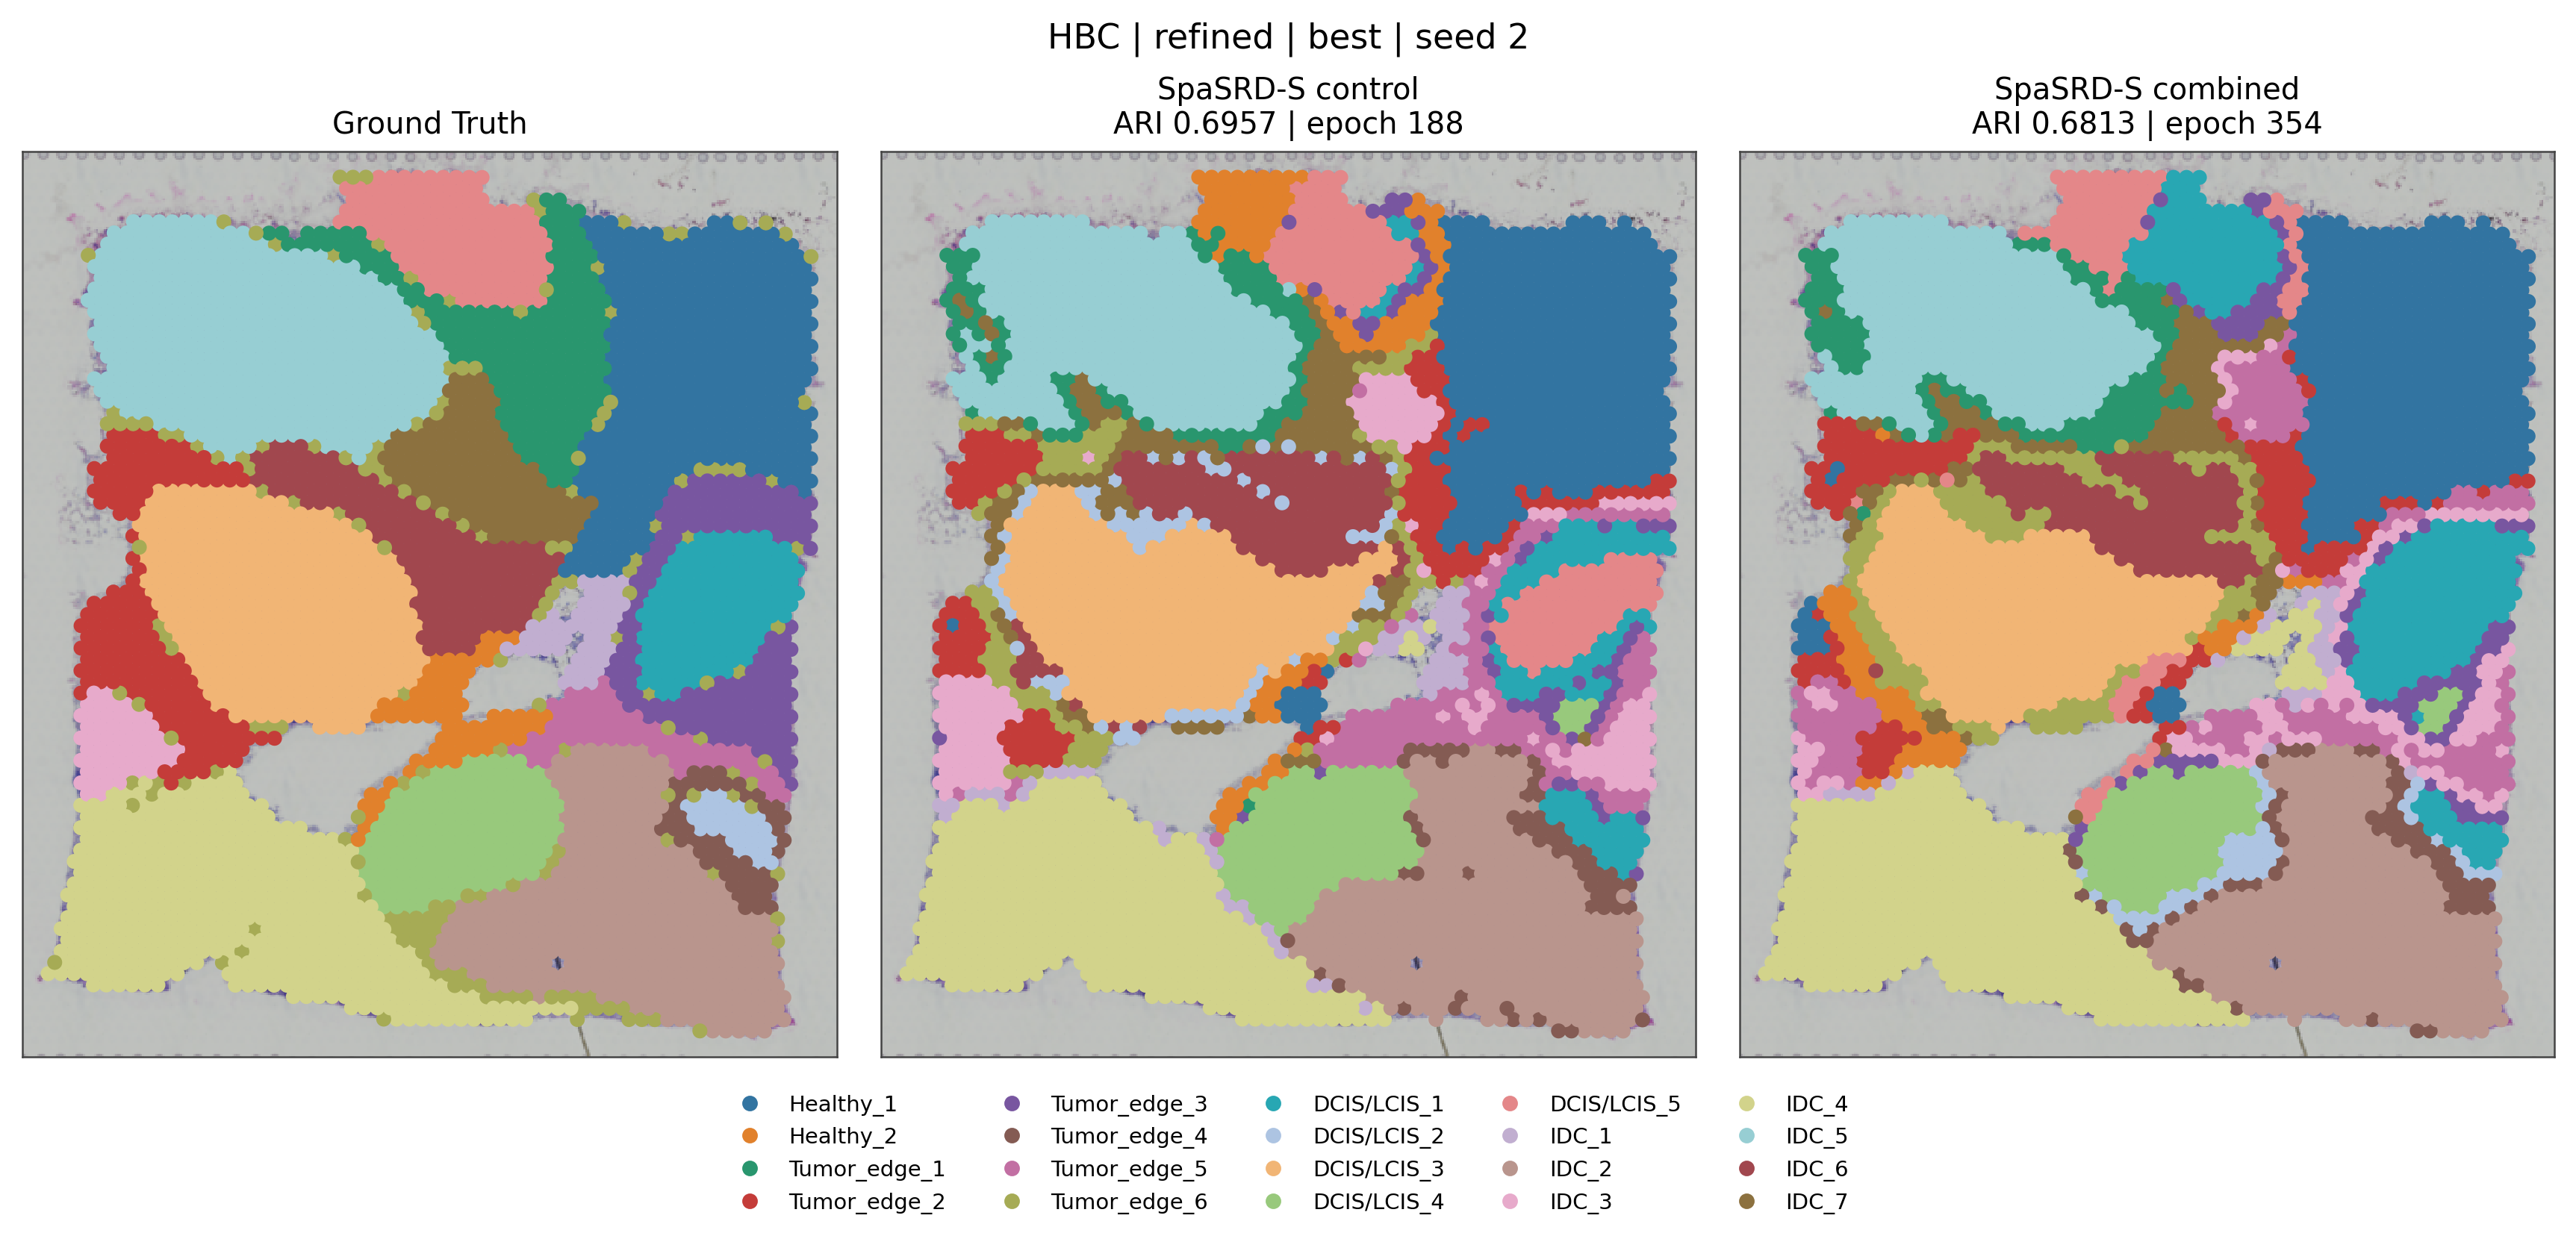 HBC | refined | best | seed 2
Ground Truth
SpaSRD-S control
ARI 0.6957 | epoch 188
SpaSRD-S combined
ARI 0.6813 | epoch 354
Healthy_1
Healthy_2
Tumor_edge_1
Tumor_edge_2
Tumor_edge_3
Tumor_edge_4
Tumor_edge_5
Tumor_edge_6
DCIS/LCIS_1
DCIS/LCIS_2
DCIS/LCIS_3
DCIS/LCIS_4
DCIS/LCIS_5
IDC_1
IDC_2
IDC_3
IDC_4
IDC_5
IDC_6
IDC_7